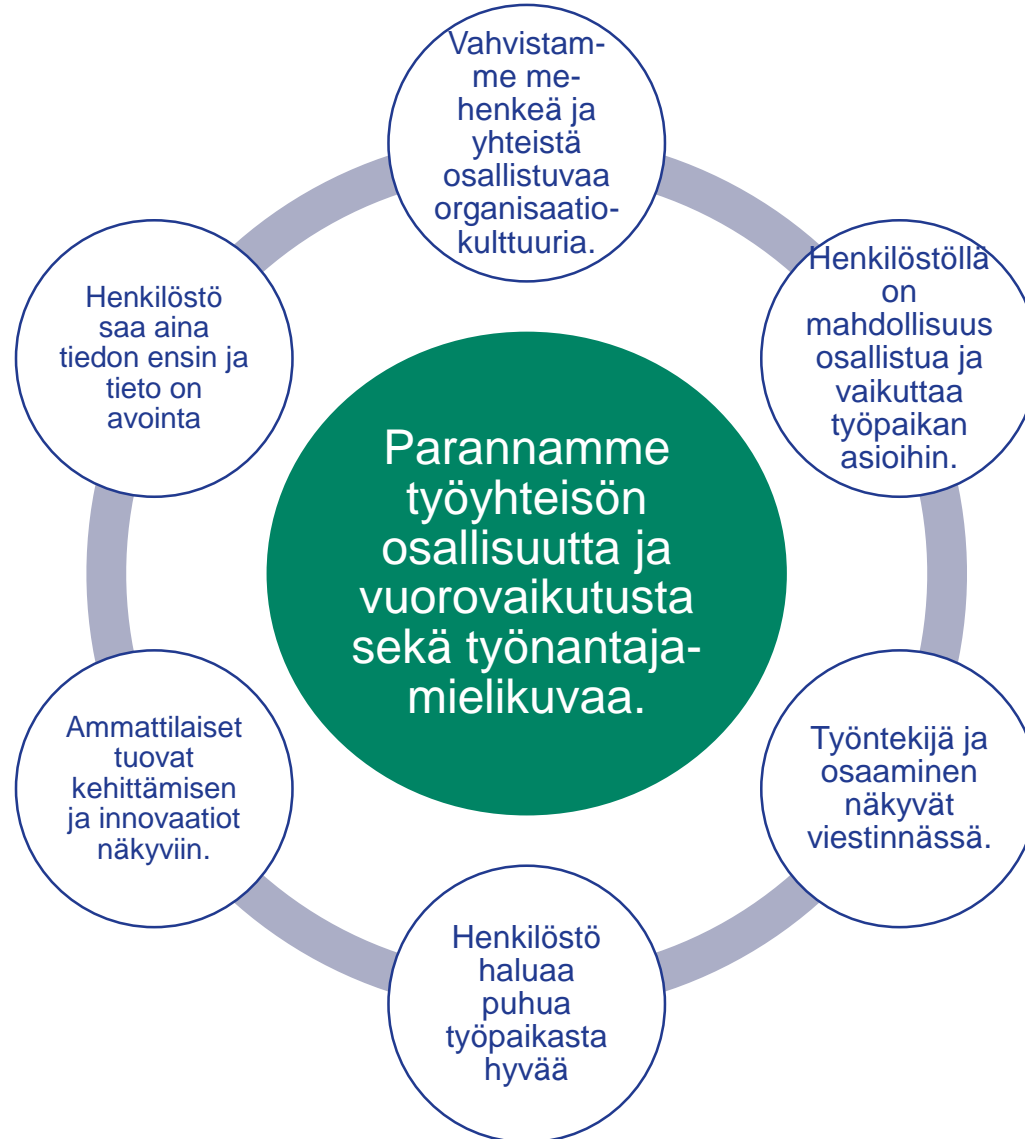 Vahvistam-
me me-
henkeä ja
yhteistä
osallistuvaa
organisaatio-
kulttuuria.
Henkilöstöllä
on
mahdollisuus
osallistua ja
vaikuttaa
työpaikan
asioihin.
Työntekijä ja
osaaminen
näkyvät
viestinnässä.
Henkilöstö
haluaa
puhua
työpaikasta
hyvää
Ammattilaiset
tuovat
kehittämisen
ja innovaatiot
näkyviin.
Henkilöstö
saa aina
tiedon ensin ja
tieto on
avointa
Parannamme
työyhteisön
osallisuutta ja
vuorovaikutusta
sekä työnantaja-
mielikuvaa.